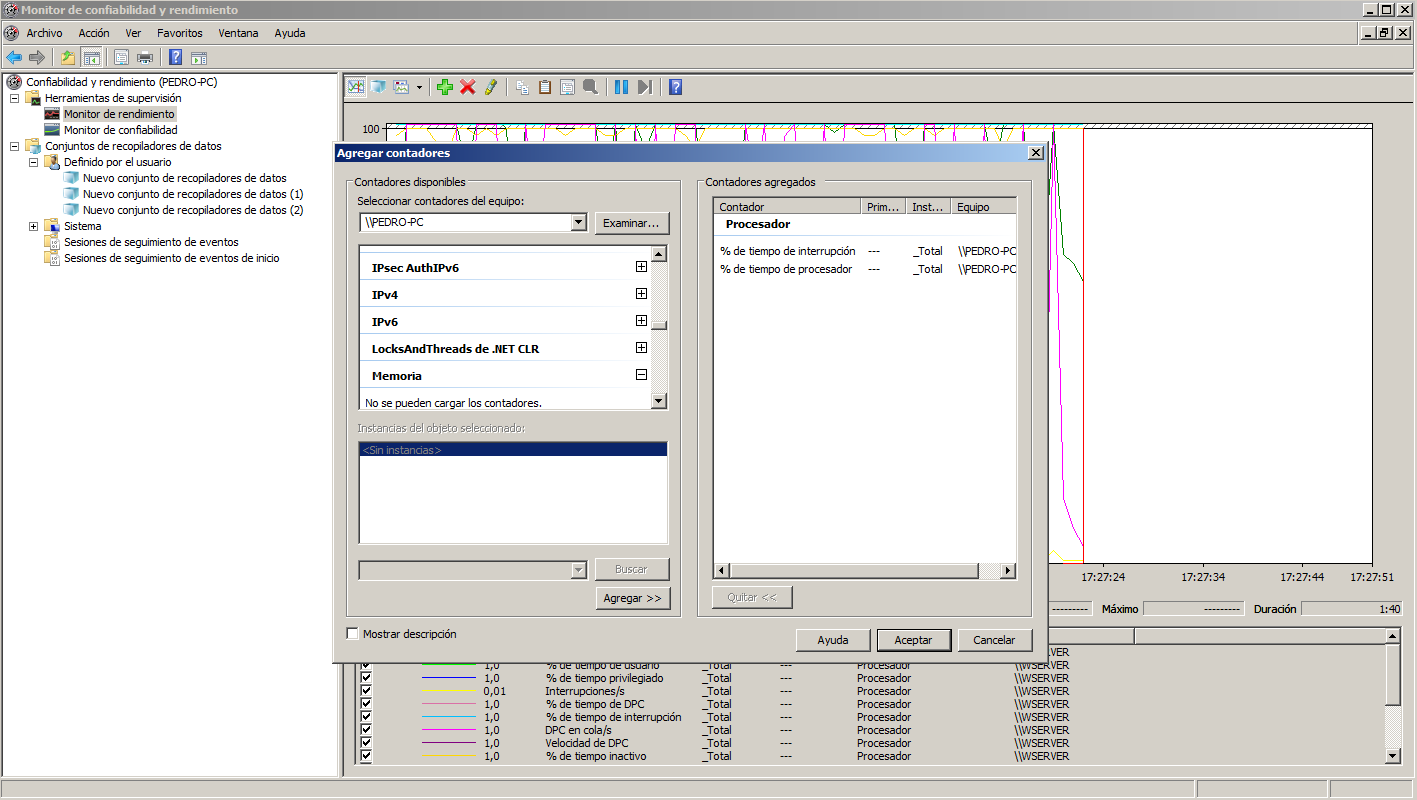 Monitor de confiabilidad y rendimiento
Archivo Acción Ver Favoritos Ventana Ayuda
Confiabilidad y rendimiento (PEDRO-PC)
Herramientas de supervisión
Monitor de rendimiento
Monitor de confiabilidad
Conjuntos de recopiladores de datos
Definido por el usuario
Nuevo conjunto de recopiladores de datos
Nuevo conjunto de recopiladores de datos (1)
Nuevo conjunto de recopiladores de datos (2)
Sistema
Sesiones de seguimiento de eventos
Sesiones de seguimiento de eventos de inicio
100
Agregar contadores
Contadores disponibles
Seleccionar contadores del equipo:
\\PEDRO-PC Examinar...
IPsec AuthIPv6
IPv4
IPv6
LocksAndThreads de .NET CLR
Memoria
No se pueden cargar los contadores.
Instancias del objeto seleccionado:
<Sin instancias>
Buscar
Agregar >>
Mostrar descripción
Contadores agregados
Contador Prim... Inst... Equipo
Procesador
% de tiempo de interrupción --- _Total \\PEDRO-PC
% de tiempo de procesador --- _Total \\PEDRO-PC
Quitar <<
Ayuda Aceptar Cancelar
17:27:24 17:27:34 17:27:44 17:27:51
---------- Máximo ---------- Duración 1:40
RVER
1,0 % de tiempo de usuario _Total --- Procesador \\WSERVER
1,0 % de tiempo privilegiado _Total --- Procesador \\WSERVER
0,01 Interrupciones/s _Total --- Procesador \\WSERVER
1,0 % de tiempo de DPC _Total --- Procesador \\WSERVER
1,0 % de tiempo de interrupción _Total --- Procesador \\WSERVER
1,0 DPC en cola/s _Total --- Procesador \\WSERVER
1,0 Velocidad de DPC _Total --- Procesador \\WSERVER
1,0 % de tiempo inactivo _Total --- Procesador \\WSERVER